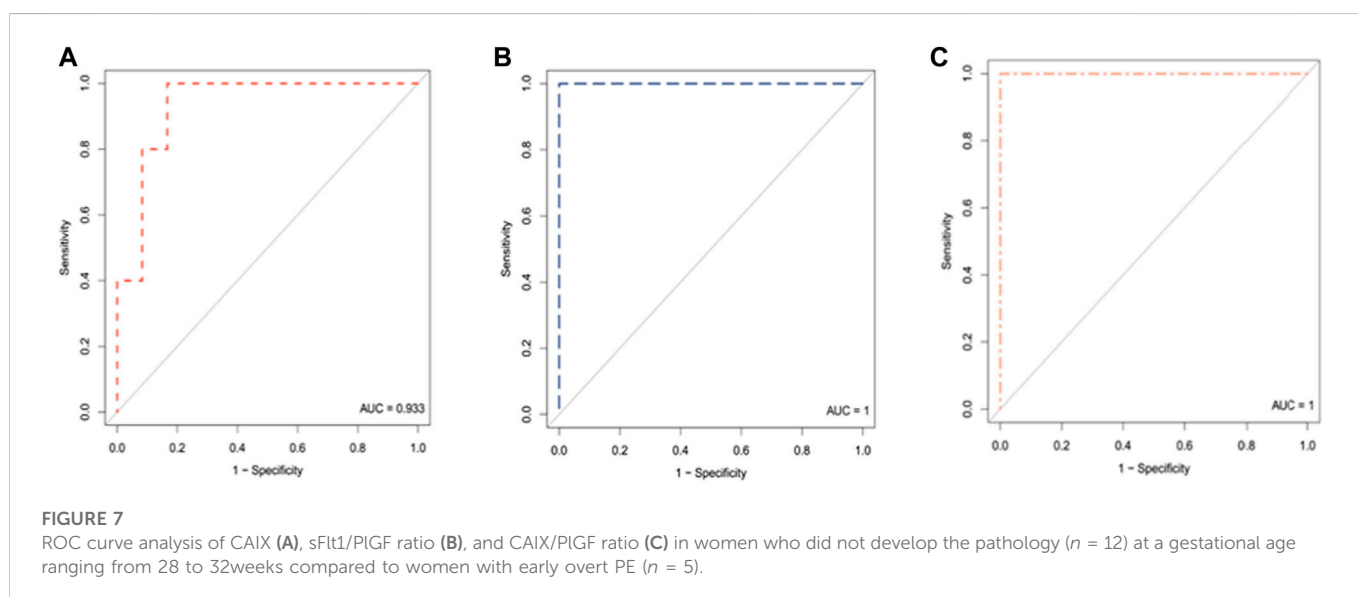 A
B
C
1.0
0.8
0.6
0.4
0.2
0.0
Sensitivity
0.0 0.2 0.4 0.6 0.8 1.0
1 − Specificity
AUC = 0.933
1.0
0.8
0.6
0.4
0.2
0.0
Sensitivity
0.0 0.2 0.4 0.6 0.8 1.0
1 − Specificity
AUC = 1
1.0
0.8
0.6
0.4
0.2
0.0
Sensitivity
0.0 0.2 0.4 0.6 0.8 1.0
1 − Specificity
AUC = 1
FIGURE 7
ROC curve analysis of CAIX (A), sFlt1/PlGF ratio (B), and CAIX/PlGF ratio (C) in women who did not develop the pathology (n = 12) at a gestational age
ranging from 28 to 32weeks compared to women with early overt PE (n = 5).